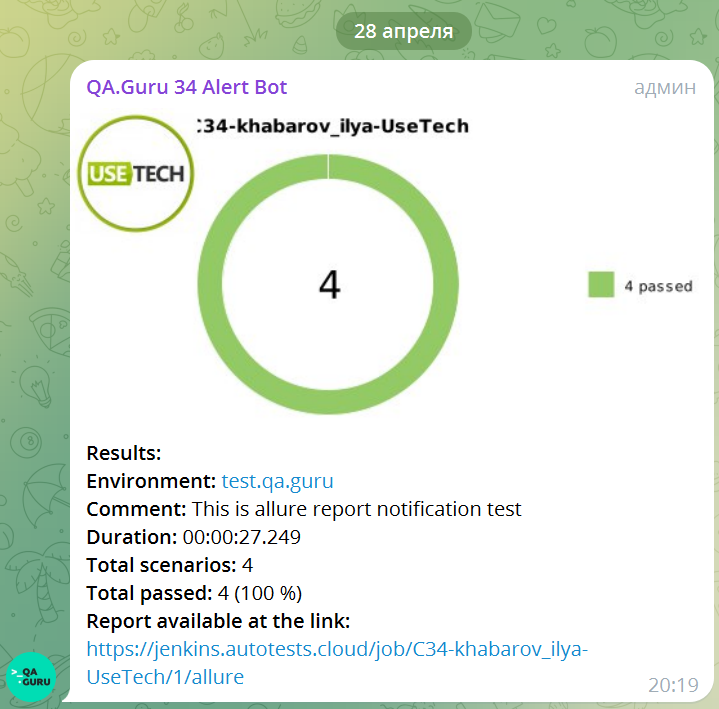 28 апреля
QA.Guru 34 Alert Bot
админ
C34-khabarov_ilya-UseTech
USETECH
4
4 passed
Results:
Environment: test.qa.guru
Comment: This is allure report notification test
Duration: 00:00:27.249
Total scenarios: 4
Total passed: 4 (100 %)
Report available at the link:
https://jenkins.autotests.cloud/job/C34-khabarov_ilya-
UseTech/1/allure
20:19
QA
GURU